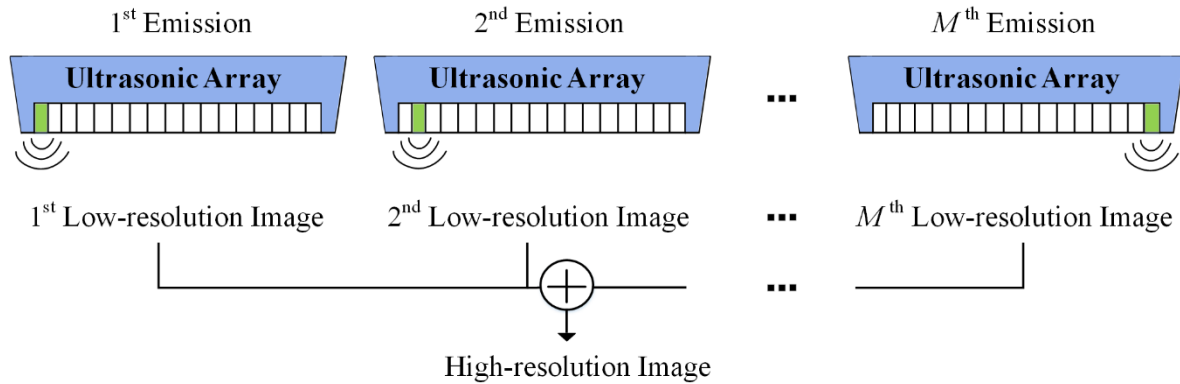 1st Emission 2nd Emission Mth Emission
Ultrasonic Array Ultrasonic Array Ultrasonic Array
...
1st Low-resolution Image 2nd Low-resolution Image ... Mth Low-resolution Image
...
High-resolution Image